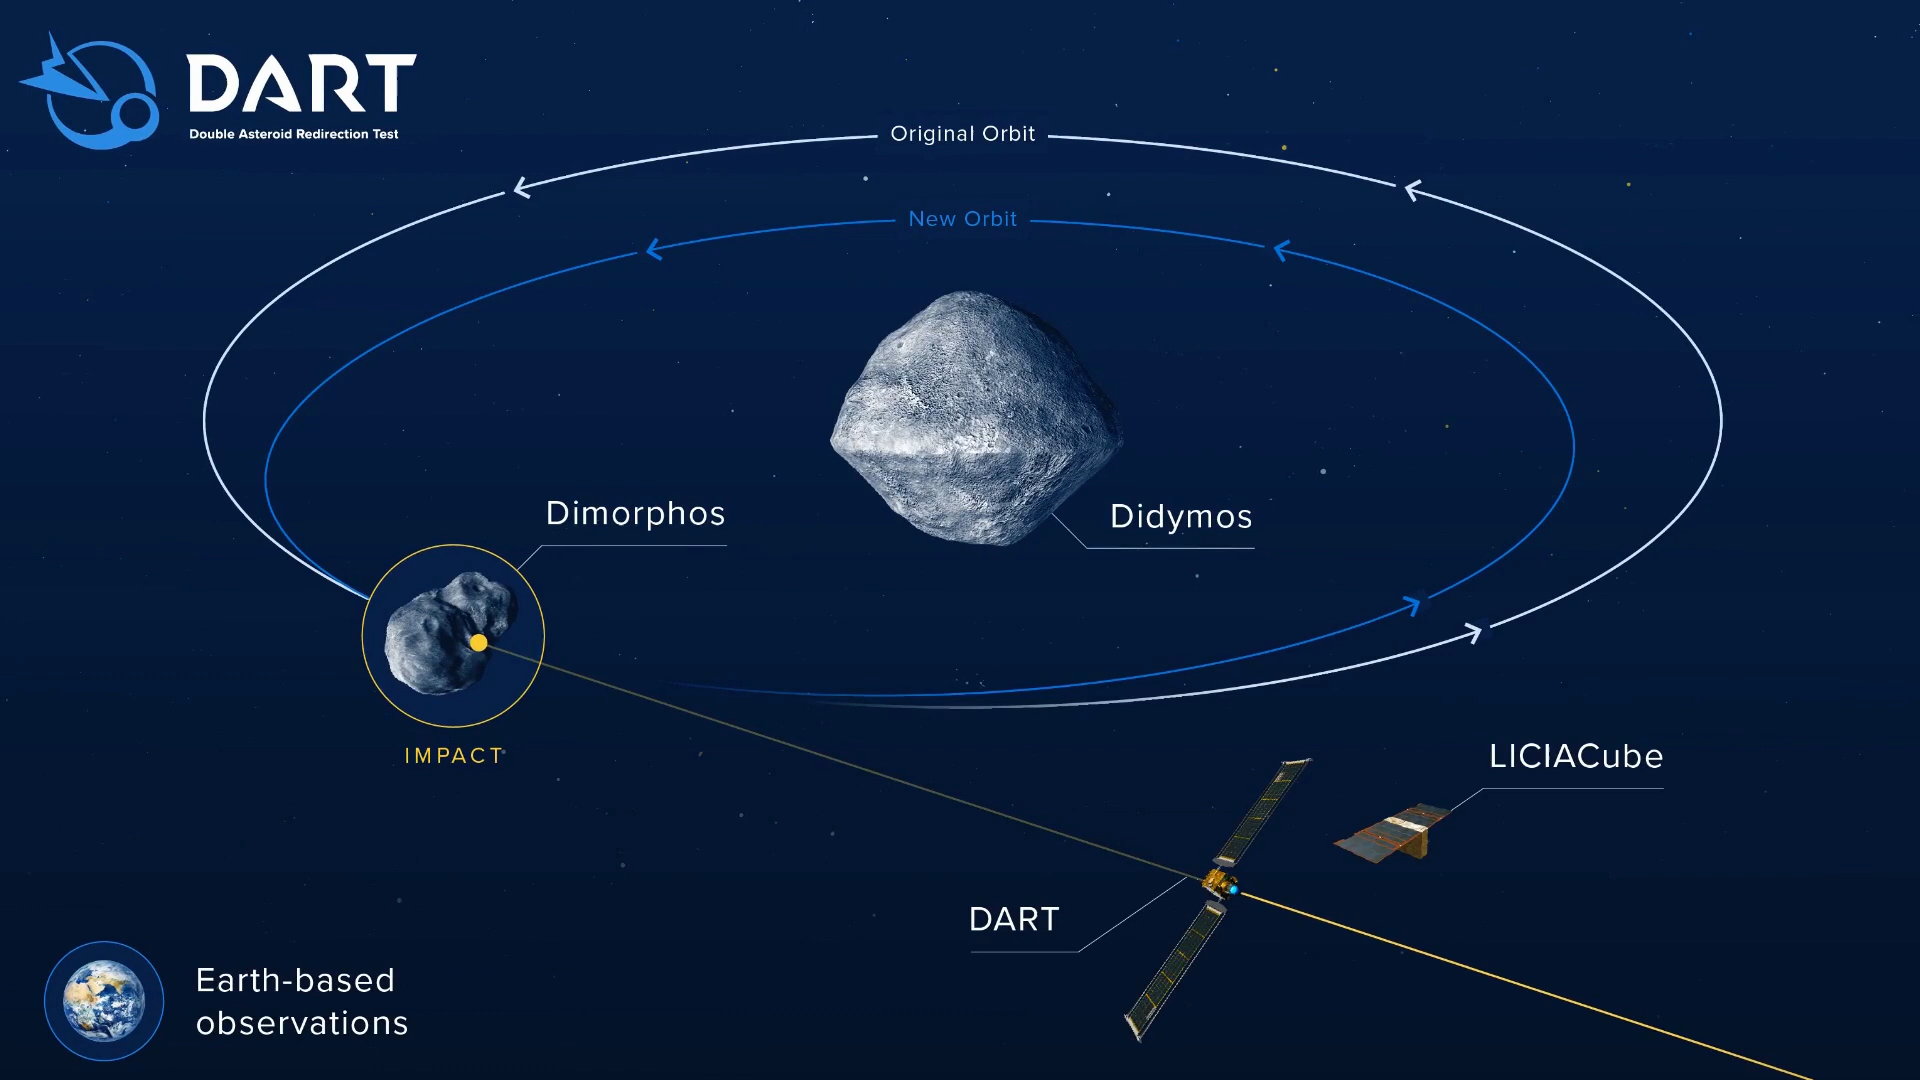 DART
Double Asteroid Redirection Test
Original Orbit
New Orbit
Dimorphos
Didymos
IMPACT
LICIACube
DART
Earth-based
observations